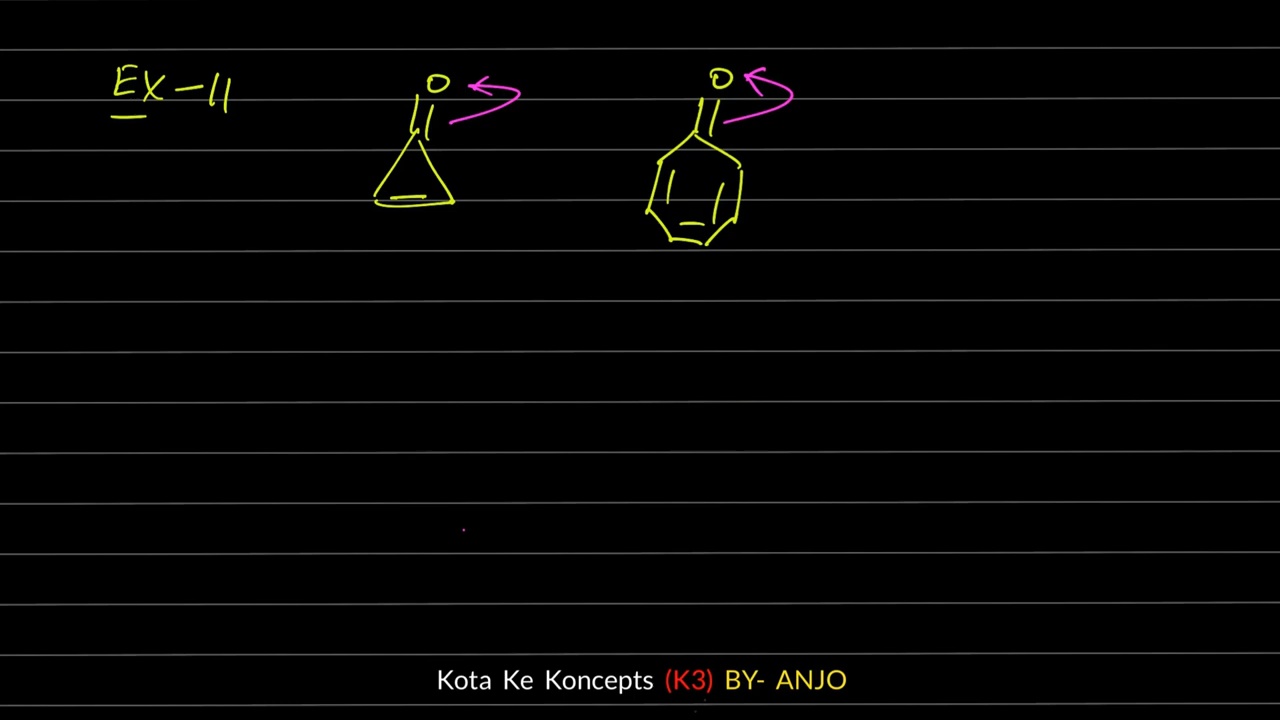 EX-11
O O
Kota Ke Koncepts (K3) BY- ANJO